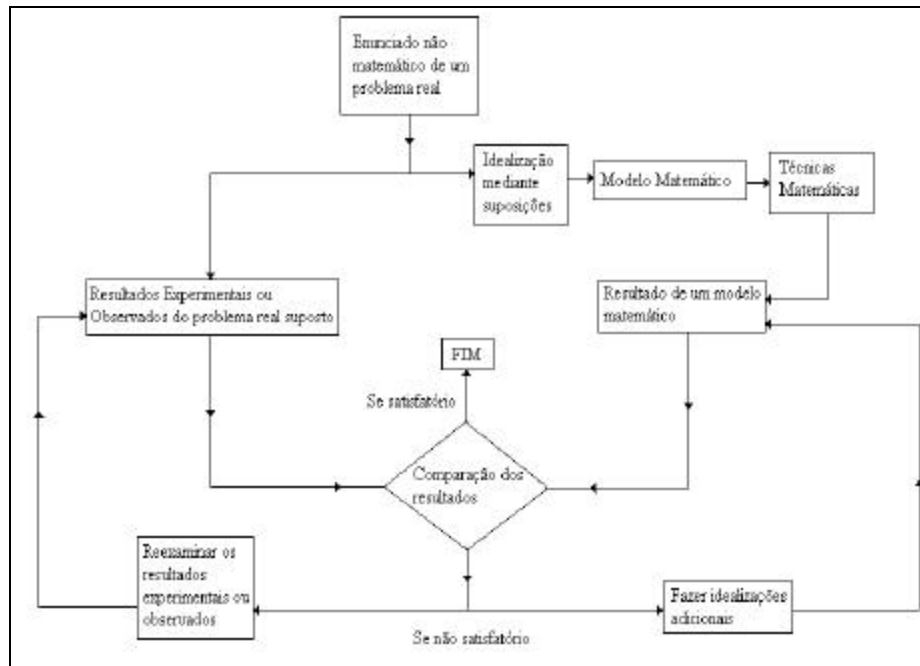 Enunciado não
matemático de um
problema real
Idealização
mediante
suposições
Modelo Matemático
Técnicas
Matemáticas
Resultados Experimentais ou
Observados do problema real suposto
Resultado de um modelo
matemático
FIM
Se satisfatório
Comparação dos
resultados
Reexaminar os
resultados
experimentais ou
observados
Fazer idealizações
adicionais
Se não satisfatório